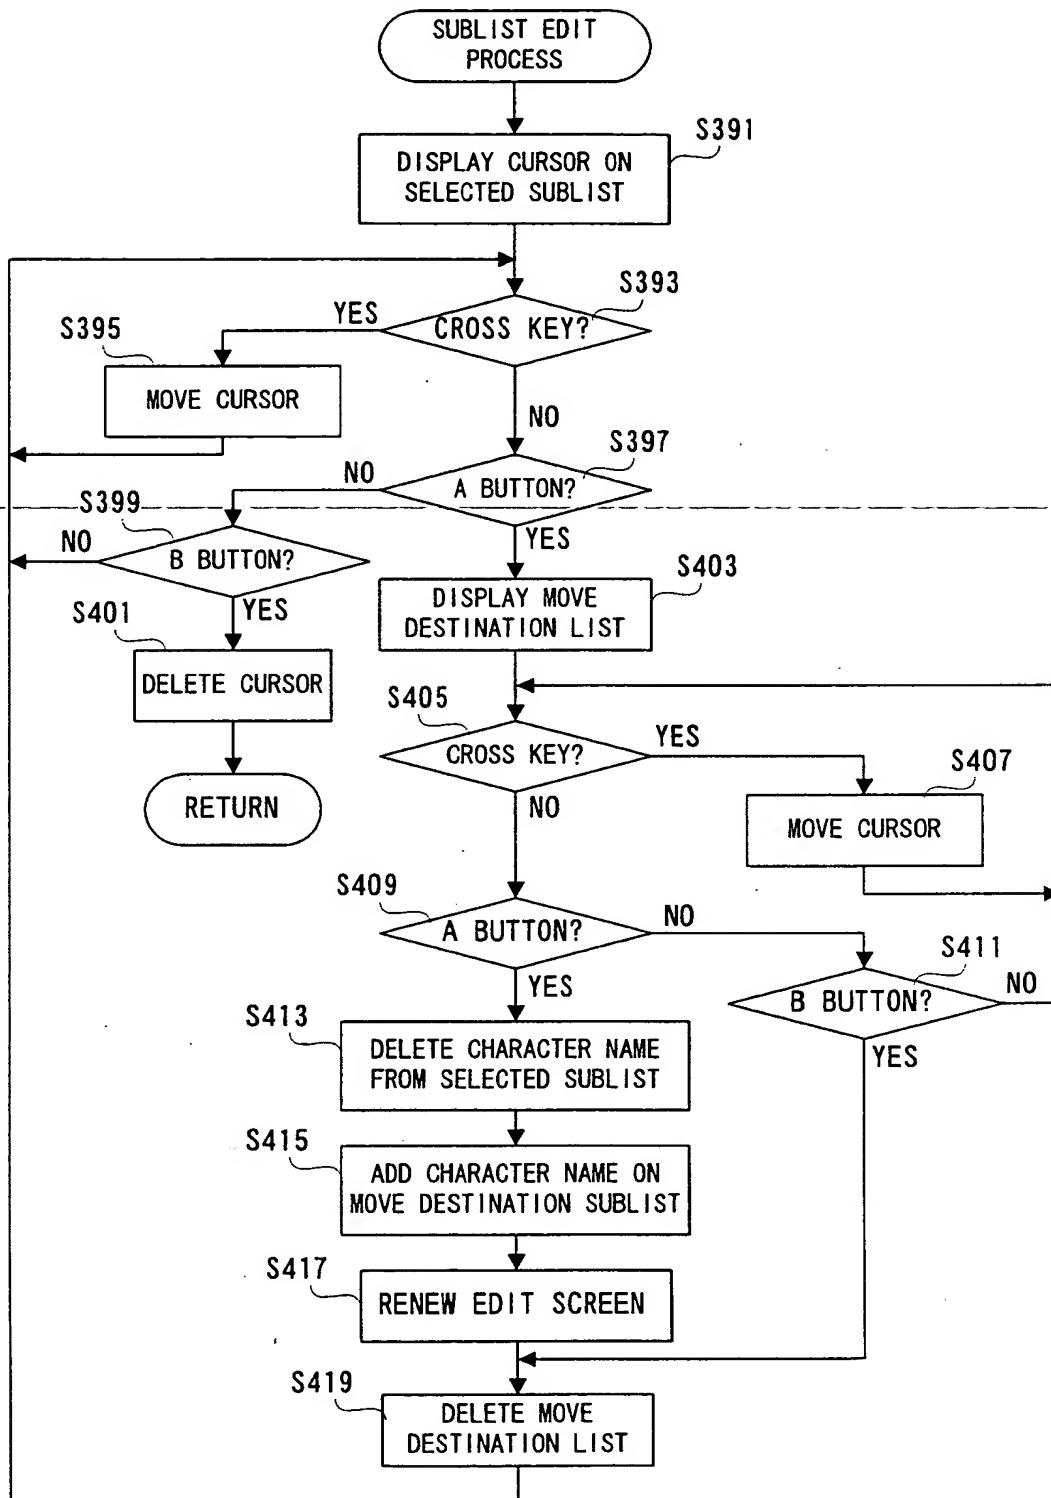 SUBLIST EDIT
PROCESS
S391
DISPLAY CURSOR ON
SELECTED SUBLIST
S393
YES
CROSS KEY?
S395
MOVE CURSOR
NO
S397
NO
A BUTTON?
S399
YES
NO
B BUTTON?
S403
DISPLAY MOVE
DESTINATION LIST
YES
S401
DELETE CURSOR
S405
YES
CROSS KEY?
S407
RETURN
NO
MOVE CURSOR
S409
NO
A BUTTON?
S411
YES
NO
B BUTTON?
S413
DELETE CHARACTER NAME
FROM SELECTED SUBLIST
YES
S415
ADD CHARACTER NAME ON
MOVE DESTINATION SUBLIST
S417
RENEW EDIT SCREEN
S419
DELETE MOVE
DESTINATION LIST